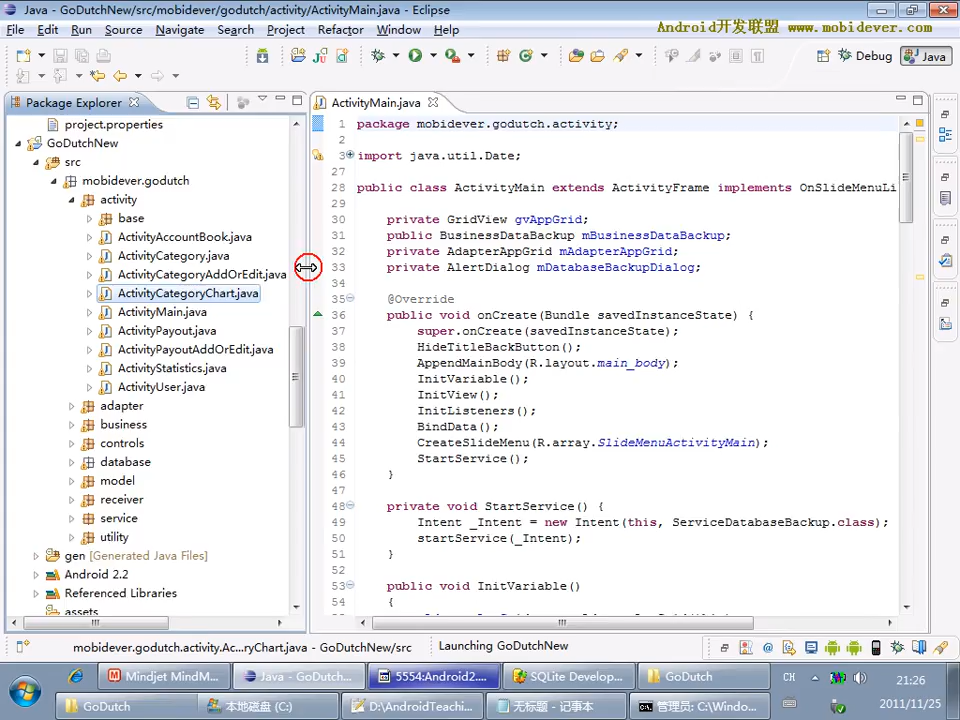 Java - GoDutchNew/src/mobidever/godutch/activity/ActivityMain.java - Eclipse
File Edit Run Source Navigate Search Project Refactor Window Help
Android开发联盟 www.mobidever.com
Debug Java
Package Explorer
ActivityMain.java
project.properties
GoDutchNew
src
mobidever.godutch
activity
base
ActivityAccountBook.java
ActivityCategory.java
ActivityCategoryAddOrEdit.java
ActivityCategoryChart.java
ActivityMain.java
ActivityPayout.java
ActivityPayoutAddOrEdit.java
ActivityStatistics.java
ActivityUser.java
adapter
business
controls
database
model
receiver
service
utility
gen [Generated Java Files]
Android 2.2
Referenced Libraries
assets
1 package mobidever.godutch.activity;
2
3 import java.util.Date;
27
28 public class ActivityMain extends ActivityFrame implements OnSlideMenuLi
29
30 private GridView gvAppGrid;
31 public BusinessDataBackup mBusinessDataBackup;
32 private AdapterAppGrid mAdapterAppGrid;
33 private AlertDialog mDatabaseBackupDialog;
34
35 @Override
36 public void onCreate(Bundle savedInstanceState) {
37 super.onCreate(savedInstanceState);
38 HideTitleBackButton();
39 AppendMainBody(R.layout.main_body);
40 InitVariable();
41 InitView();
42 InitListeners();
43 BindData();
44 CreateSlideMenu(R.array.SlideMenuActivityMain);
45 StartService();
46 }
47
48 private void StartService() {
49 Intent _Intent = new Intent(this, ServiceDatabaseBackup.class);
50 startService(_Intent);
51 }
52
53 public void InitVariable()
54 {
mobidever.godutch.activity.Ac...ryChart.java - GoDutchNew/src
Launching GoDutchNew
Mindjet MindM...
Java - GoDutch...
5554:Android2....
SQLite Develop...
GoDutch
CH
21:26
GoDutch
本地磁盘 (C:)
D:\AndroidTeachi...
无标题 - 记事本
管理员: C:\Windo...
2011/11/25